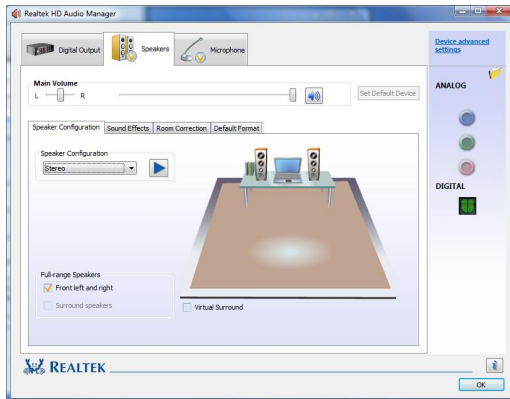 Realtek HD Audio Manager
Digital Output
Speakers
Microphone
Device advanced
settings
Main Volume
L
R
Set Default Device
ANALOG
Speaker Configuration
Sound Effects
Room Correction
Default Format
Speaker Configuration
Stereo
DIGITAL
Full-range Speakers
Front left and right
Surround speakers
Virtual Surround
REALTEK
i
OK